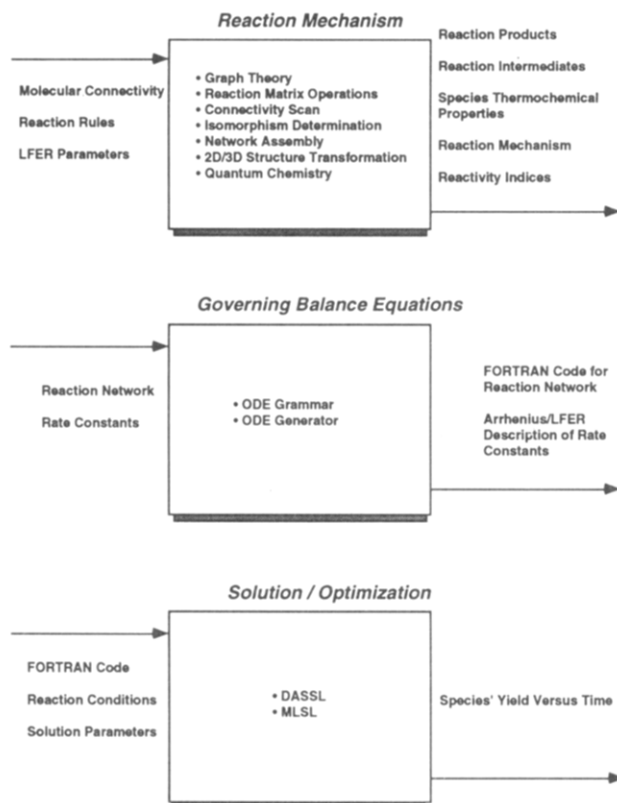 Reaction Mechanism
Molecular Connectivity
Reaction Rules
LFER Parameters
• Graph Theory
• Reaction Matrix Operations
• Connectivity Scan
• Isomorphism Determination
• Network Assembly
• 2D/3D Structure Transformation
• Quantum Chemistry
Reaction Products
Reaction Intermediates
Species Thermochemical
Properties
Reaction Mechanism
Reactivity Indices
Governing Balance Equations
Reaction Network
Rate Constants
• ODE Grammar
• ODE Generator
FORTRAN Code for
Reaction Network
Arrhenius/LFER
Description of Rate
Constants
Solution / Optimization
FORTRAN Code
Reaction Conditions
Solution Parameters
• DASSL
• MLSL
Species' Yield Versus Time